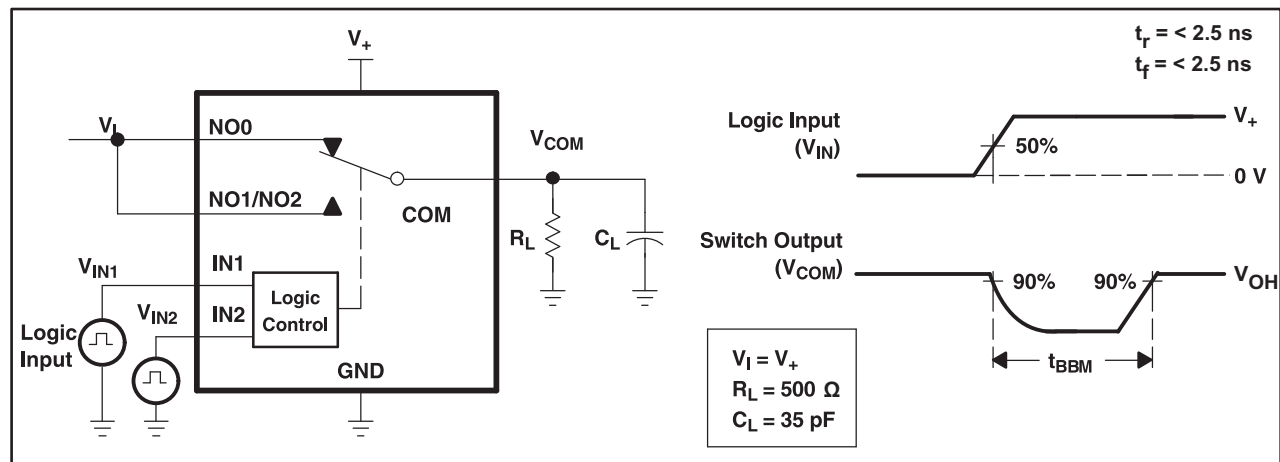 V+
tr = < 2.5 ns
tf = < 2.5 ns
VI
NO0
NO1/NO2
COM
VCOM
RL
CL
VIN1
IN1
VIN2
IN2
Logic
Control
Logic
Input
GND
Logic Input
(VIN)
50%
V+
0 V
Switch Output
(VCOM)
90%
90%
VOH
tBBM
VI = V+
RL = 500 Ω
CL = 35 pF